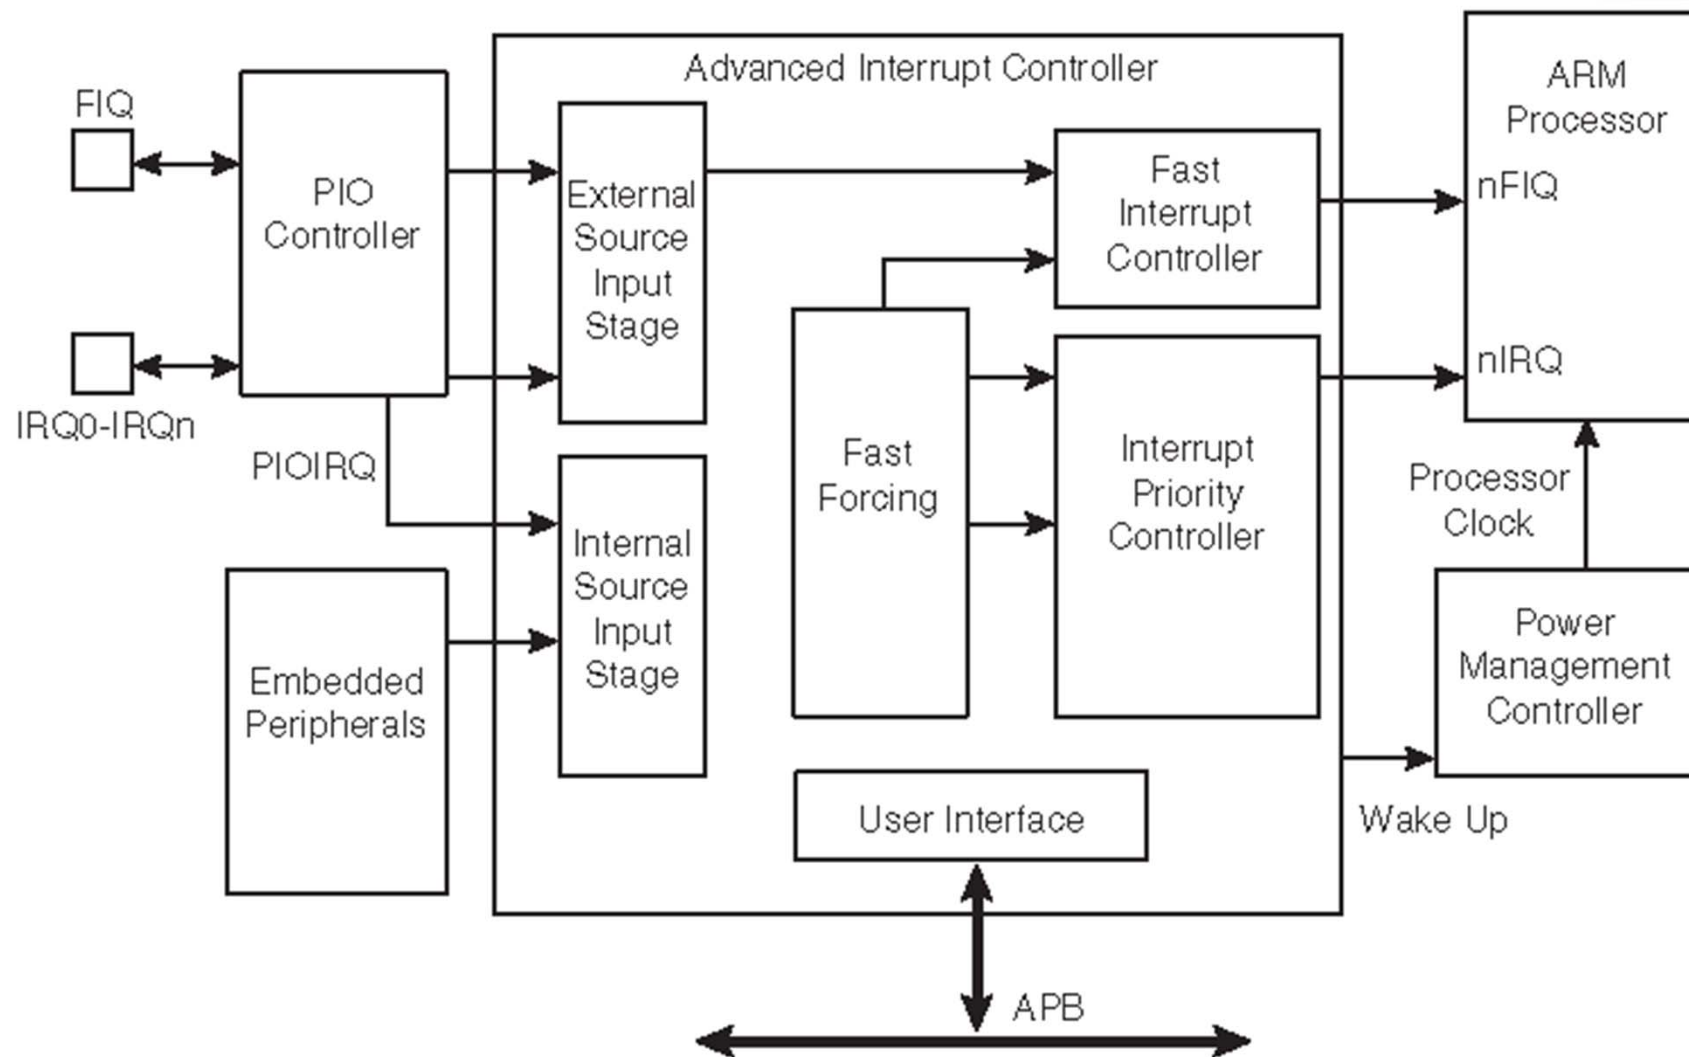 Advanced Interrupt Controller
FIQ
PIO
Controller
IRQ0-IRQn
PIOIRQ
Embedded
Peripherals
External
Source
Input
Stage
Internal
Source
Input
Stage
Fast
Forcing
Fast
Interrupt
Controller
Interrupt
Priority
Controller
User Interface
APB
ARM
Processor
nFIQ
nIRQ
Processor
Clock
Power
Management
Controller
Wake Up